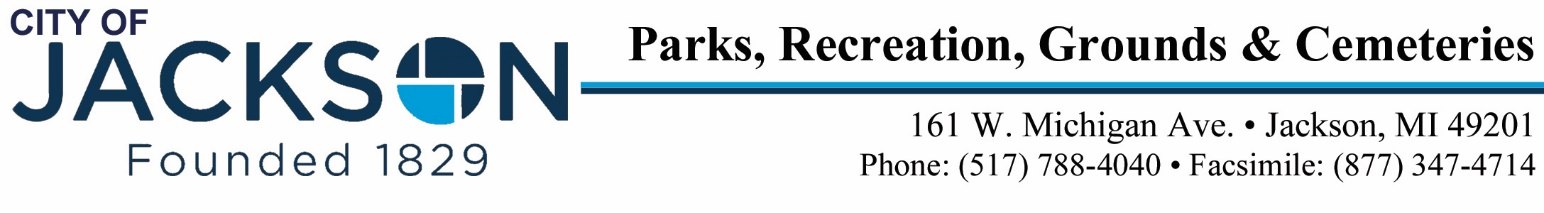 CITY OF
JACKSON
Founded 1829
Parks, Recreation, Grounds & Cemeteries
161 W. Michigan Ave. • Jackson, MI 49201
Phone: (517) 788-4040 • Facsimile: (877) 347-4714